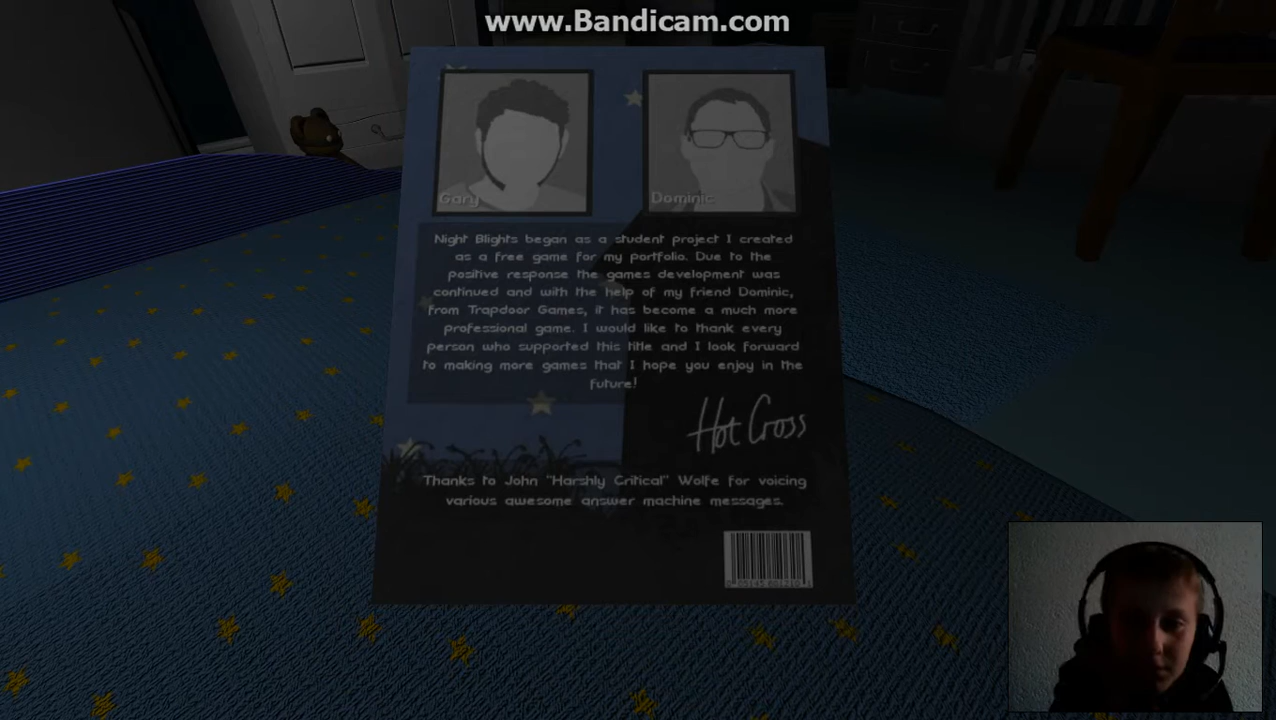 www.Bandicam.com
Gary
Dominic
Night Blights began as a student project I created
as a free game for my portfolio. Due to the
positive response the games development was
continued and with the help of my friend Dominic,
from Trapdoor Games, it has become a much more
professional game. I would like to thank every
person who supported this title and I look forward
to making more games that I hope you enjoy in the
future!
Hot Cross
Thanks to John "Harshly Critical" Wolfe for voicing
various awesome answer machine messages.